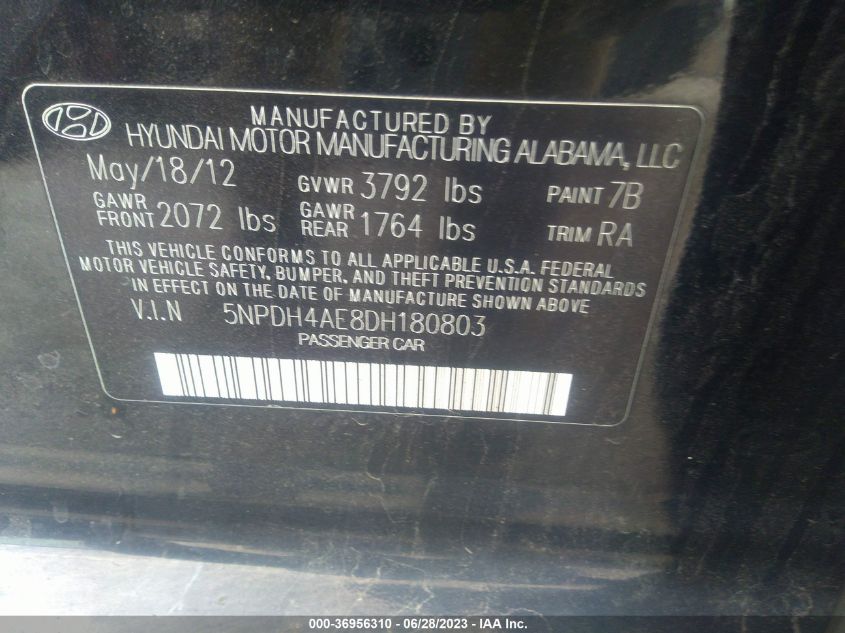 MANUFACTURED BY
HYUNDAI MOTOR MANUFACTURING ALABAMA, LLC
May/18/12 GVWR 3792 lbs PAINT 7B
GAWR FRONT 2072 lbs GAWR REAR 1764 lbs TRIM RA
THIS VEHICLE CONFORMS TO ALL APPLICABLE U.S.A. FEDERAL
MOTOR VEHICLE SAFETY, BUMPER, AND THEFT PREVENTION STANDARDS
IN EFFECT ON THE DATE OF MANUFACTURE SHOWN ABOVE
V.I.N 5NPDH4AE8DH180803
PASSENGER CAR
000-36956310 - 06/28/2023 - IAA Inc.